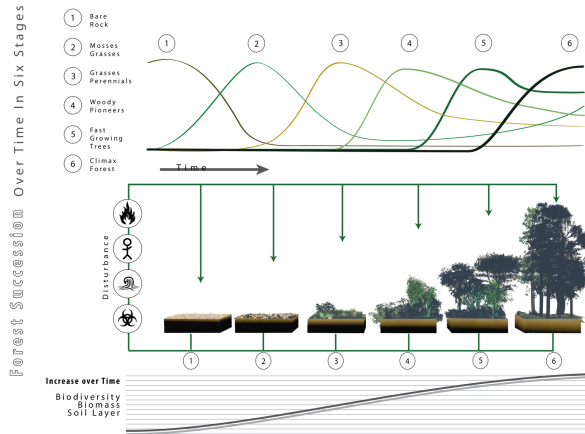 Forest Succession Over Time In Six Stages
1 Bare
Rock
2 Mosses
Grasses
3 Grasses
Perennials
4 Woody
Pioneers
5 Fast
Growing
Trees
6 Climax
Forest
1 2 3 4 5 6
Time
Disturbance
1 2 3 4 5 6
Increase over Time
Biodiversity
Biomass
Soil Layer